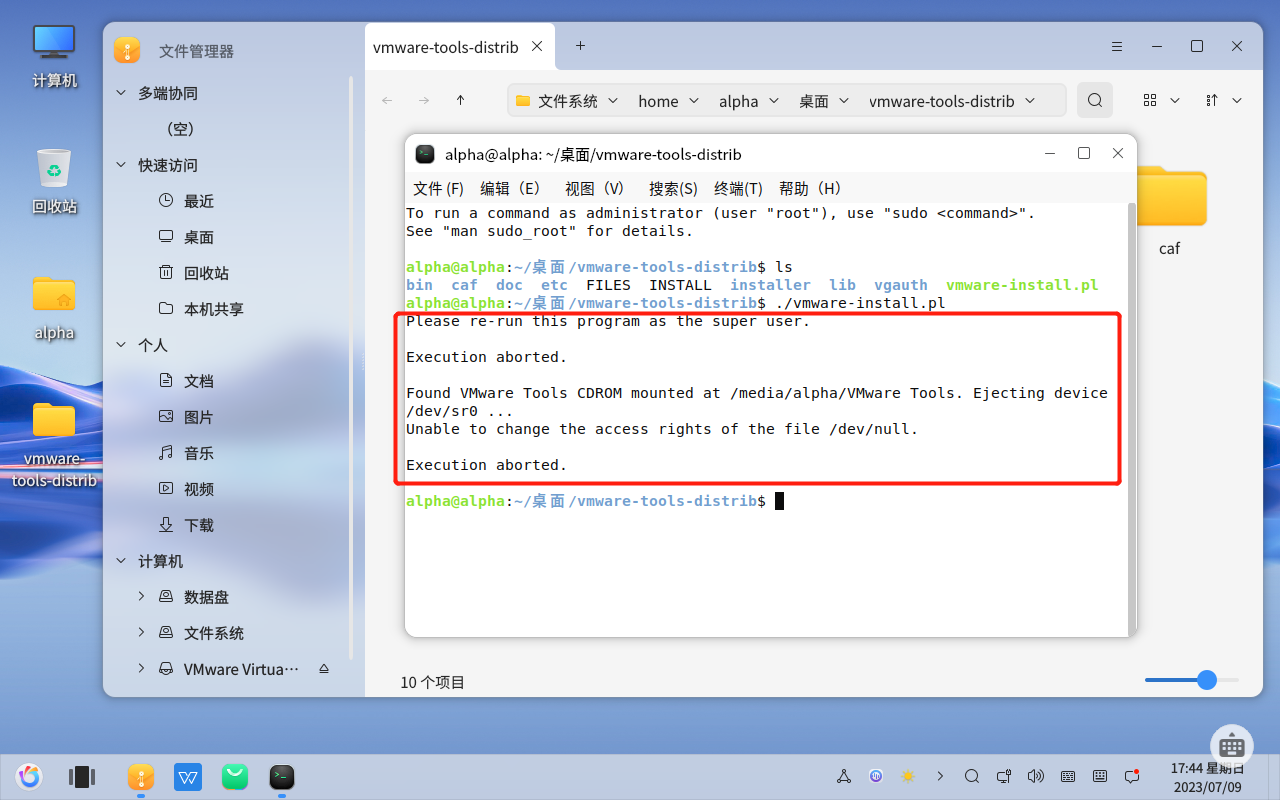 计算机
回收站
alpha
vmware-
tools-distrib
文件管理器
多端协同
（空）
快速访问
最近
桌面
回收站
本机共享
个人
文档
图片
音乐
视频
下载
计算机
数据盘
文件系统
VMware Virtua···
vmware-tools-distrib
文件系统 home alpha 桌面 vmware-tools-distrib
caf
alpha@alpha: ~/桌面/vmware-tools-distrib
文件 (F) 编辑（E） 视图（V） 搜索(S) 终端(T) 帮助（H）
To run a command as administrator (user "root"), use "sudo <command>".
See "man sudo_root" for details.
alpha@alpha:~/桌面/vmware-tools-distrib$ ls
bin caf doc etc FILES INSTALL installer lib vgauth vmware-install.pl
alpha@alpha:~/桌面/vmware-tools-distrib$ ./vmware-install.pl
Please re-run this program as the super user.
Execution aborted.
Found VMware Tools CDROM mounted at /media/alpha/VMware Tools. Ejecting device
/dev/sr0 ...
Unable to change the access rights of the file /dev/null.
Execution aborted.
alpha@alpha:~/桌面/vmware-tools-distrib$
10 个项目
17:44 星期日
2023/07/09